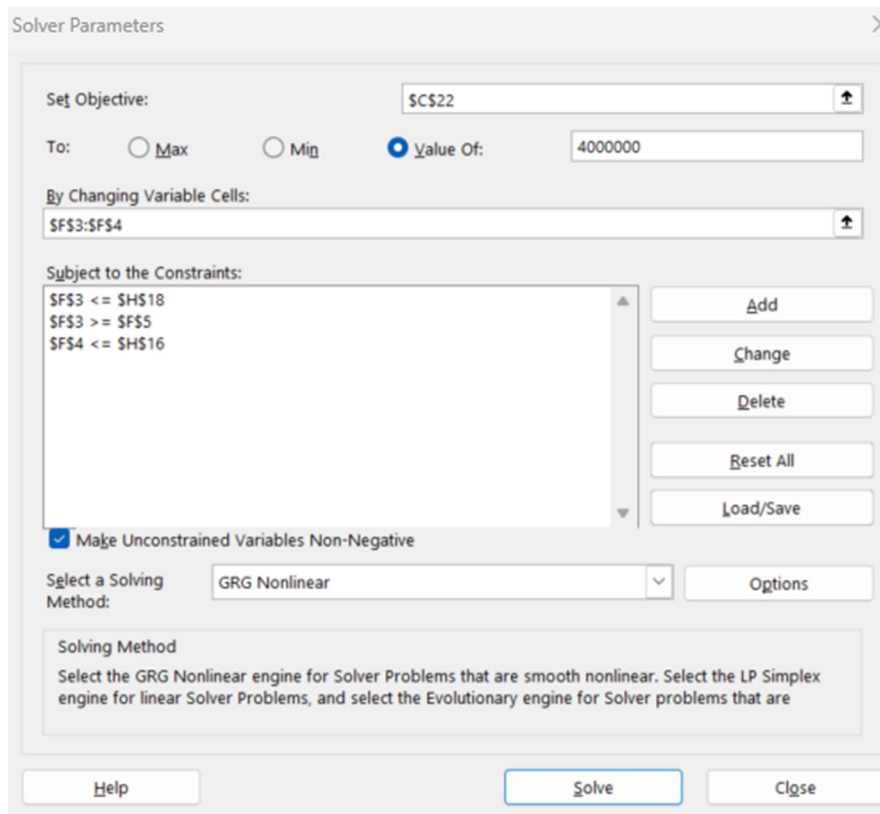 Solver Parameters
Set Objective:
$C$22
To:
Max
Min
Value Of:
4000000
By Changing Variable Cells:
$F$3:$F$4
Subject to the Constraints:
$F$3 <= $H$18
$F$3 >= $F$5
$F$4 <= $H$16
Add
Change
Delete
Reset All
Load/Save
Make Unconstrained Variables Non-Negative
Select a Solving
Method:
GRG Nonlinear
Options
Solving Method
Select the GRG Nonlinear engine for Solver Problems that are smooth nonlinear. Select the LP Simplex
engine for linear Solver Problems, and select the Evolutionary engine for Solver problems that are
Help
Solve
Close